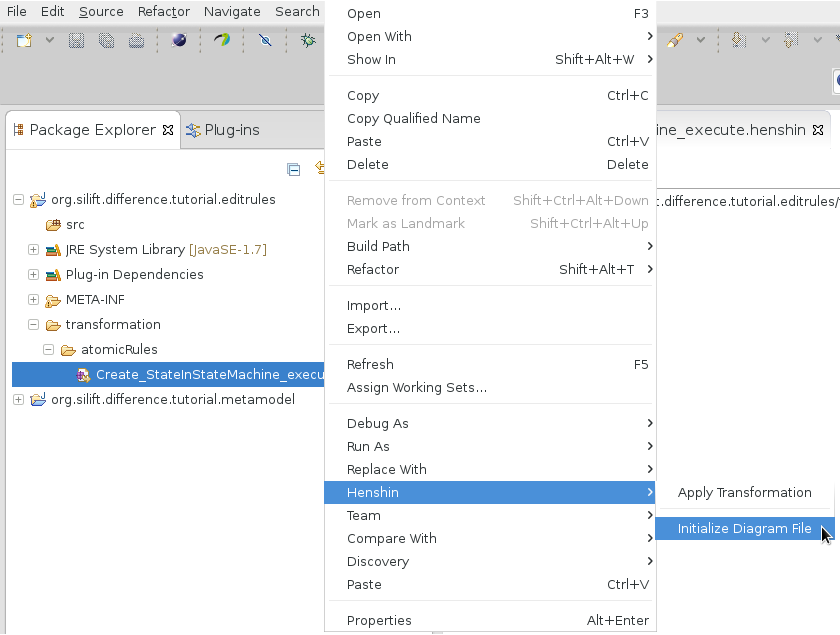 File Edit Source Refactor Navigate Search
Package Explorer
Plug-ins
org.silift.difference.tutorial.editrules
src
JRE System Library [JavaSE-1.7]
Plug-in Dependencies
META-INF
transformation
atomicRules
Create_StateInStateMachine_execu
org.silift.difference.tutorial.metamodel
Open F3
Open With
Show In Shift+Alt+W
Copy Ctrl+C
Copy Qualified Name
Paste Ctrl+V
Delete Delete
Remove from Context Shift+Ctrl+Alt+Down
Mark as Landmark Shift+Ctrl+Alt+Up
Build Path
Refactor Shift+Alt+T
Import...
Export...
Refresh F5
Assign Working Sets...
Debug As
Run As
Replace With
Henshin
Team
Compare With
Discovery
Paste Ctrl+V
Properties Alt+Enter
Apply Transformation
Initialize Diagram File
ine_execute.henshin
t.difference.tutorial.editrules/